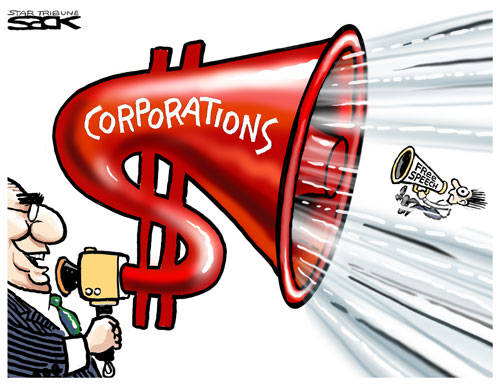 STAR TRIBUNE
SACK
CORPORATIONS
FREE
SPEECH